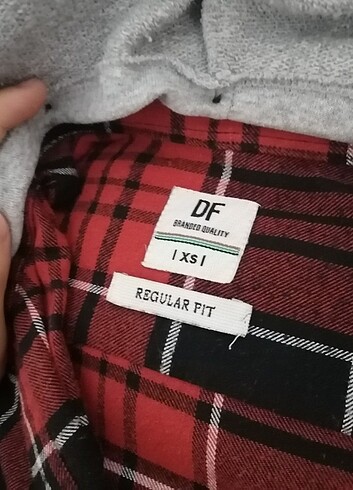 DF
BRANDED QUALITY
| XS |
REGULAR FIT